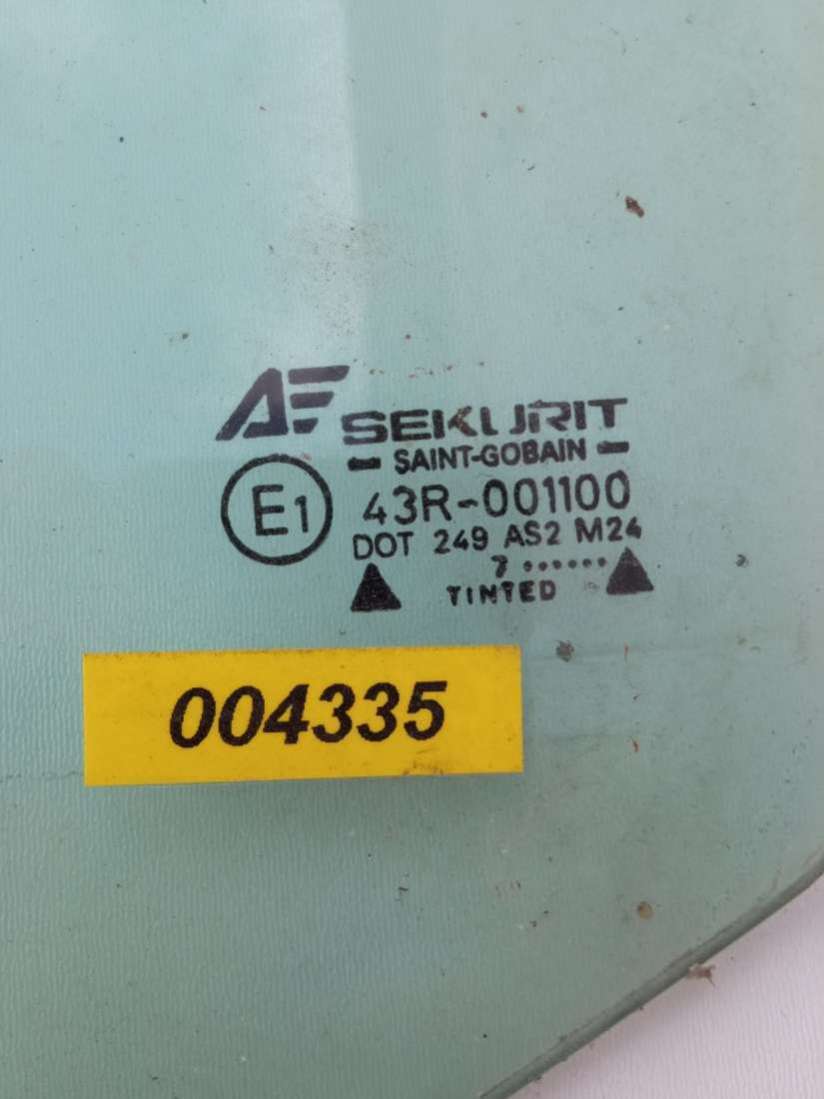 AF SEKURIT
SAINT-GOBAIN
E1 43R-001100
DOT 249 AS2 M24
7 ......
TINTED
004335